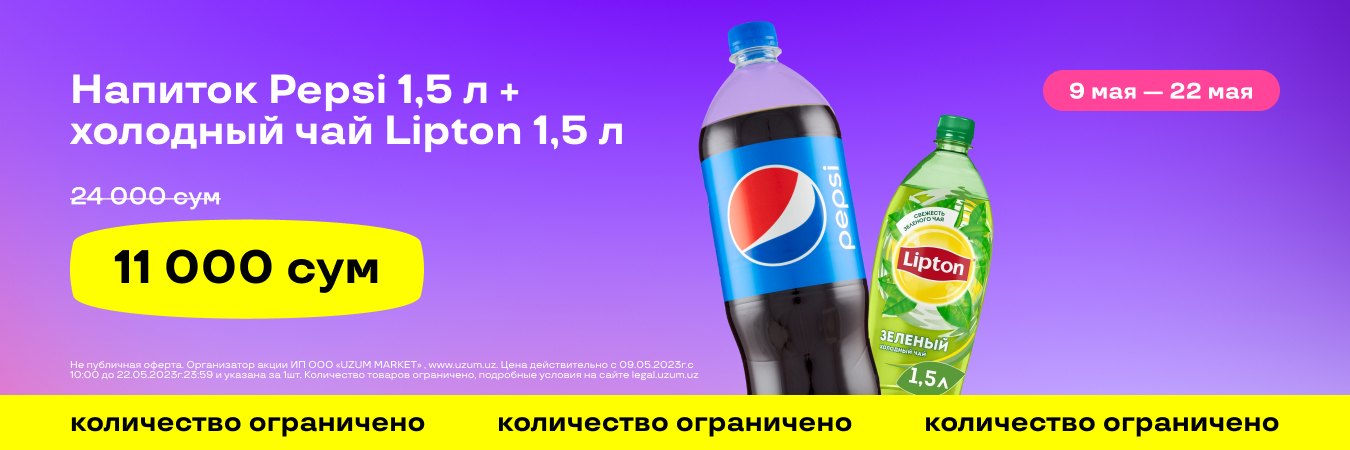 Напиток Pepsi 1,5 л +
холодный чай Lipton 1,5 л
9 мая — 22 мая
24 000 сум
11 000 сум
pepsi
СВЕЖЕСТЬ
ЗЕЛЕНОГО ЧАЯ
Lipton
ЗЕЛЕНЫЙ
ХОЛОДНЫЙ ЧАЙ
1,5л
Не публичная оферта. Организатор акции ИП ООО «UZUM MARKET» , www.uzum.uz. Цена действительно с 09.05.2023г.с
10:00 до 22.05.2023г.23:59 и указана за 1шт. Количество товаров ограничено, подробные условия на сайте legal.uzum.uz
количество ограничено количество ограничено количество ограничено